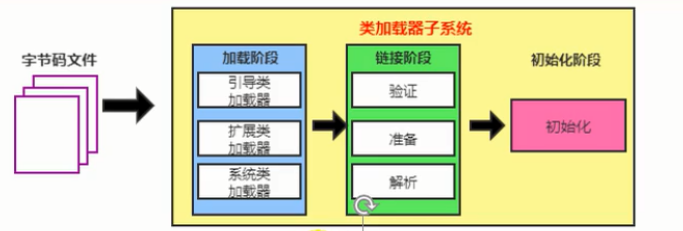 类加载器子系统
字节码文件
加载阶段
引导类
加载器
扩展类
加载器
系统类
加载器
链接阶段
验证
准备
解析
初始化阶段
初始化